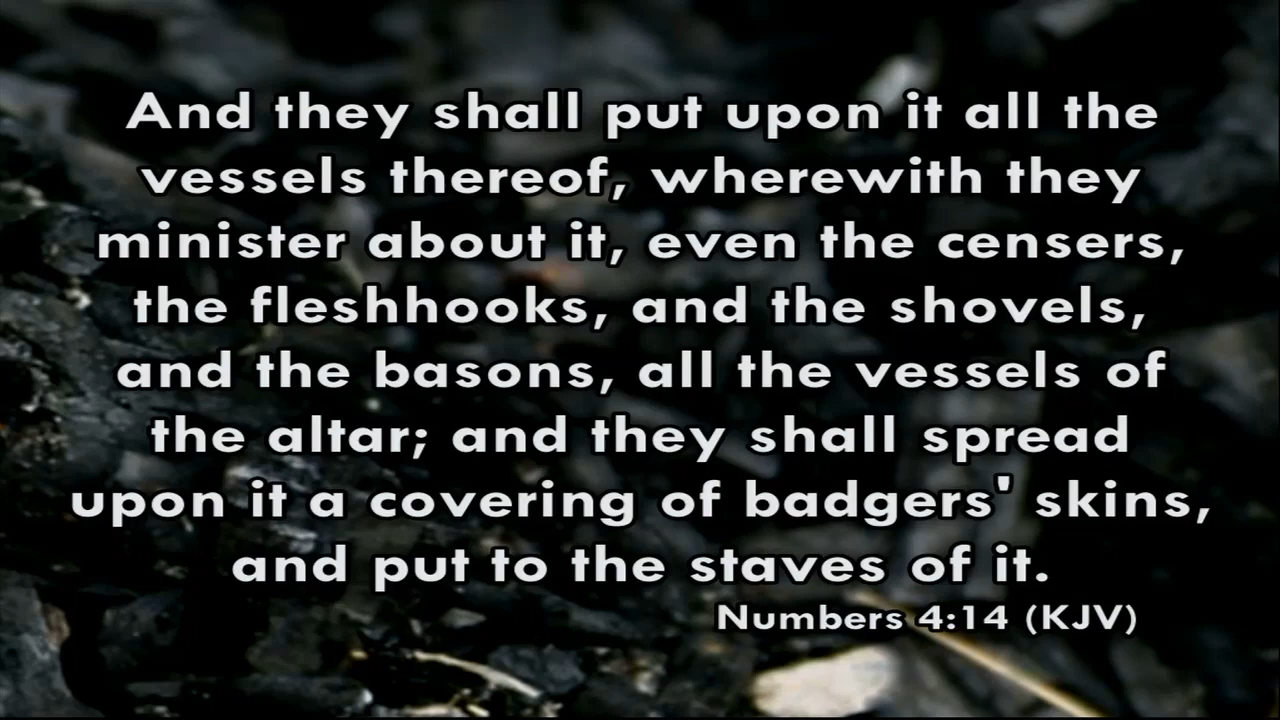 And they shall put upon it all the
vessels thereof, wherewith they
minister about it, even the censers,
the fleshhooks, and the shovels,
and the basons, all the vessels of
the altar; and they shall spread
upon it a covering of badgers' skins,
and put to the staves of it.
Numbers 4:14 (KJV)